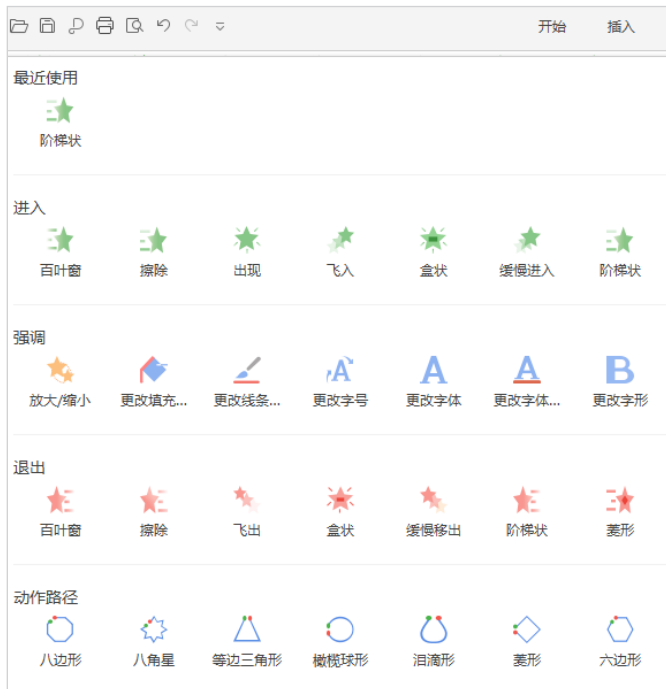 开始 插入
最近使用
阶梯状
进入
百叶窗 擦除 出现 飞入 盒状 缓慢进入 阶梯状
强调
放大/缩小 更改填充... 更改线条... 更改字号 更改字体 更改字体... 更改字形
退出
百叶窗 擦除 飞出 盒状 缓慢移出 阶梯状 菱形
动作路径
八边形 八角星 等边三角形 橄榄球形 泪滴形 菱形 六边形